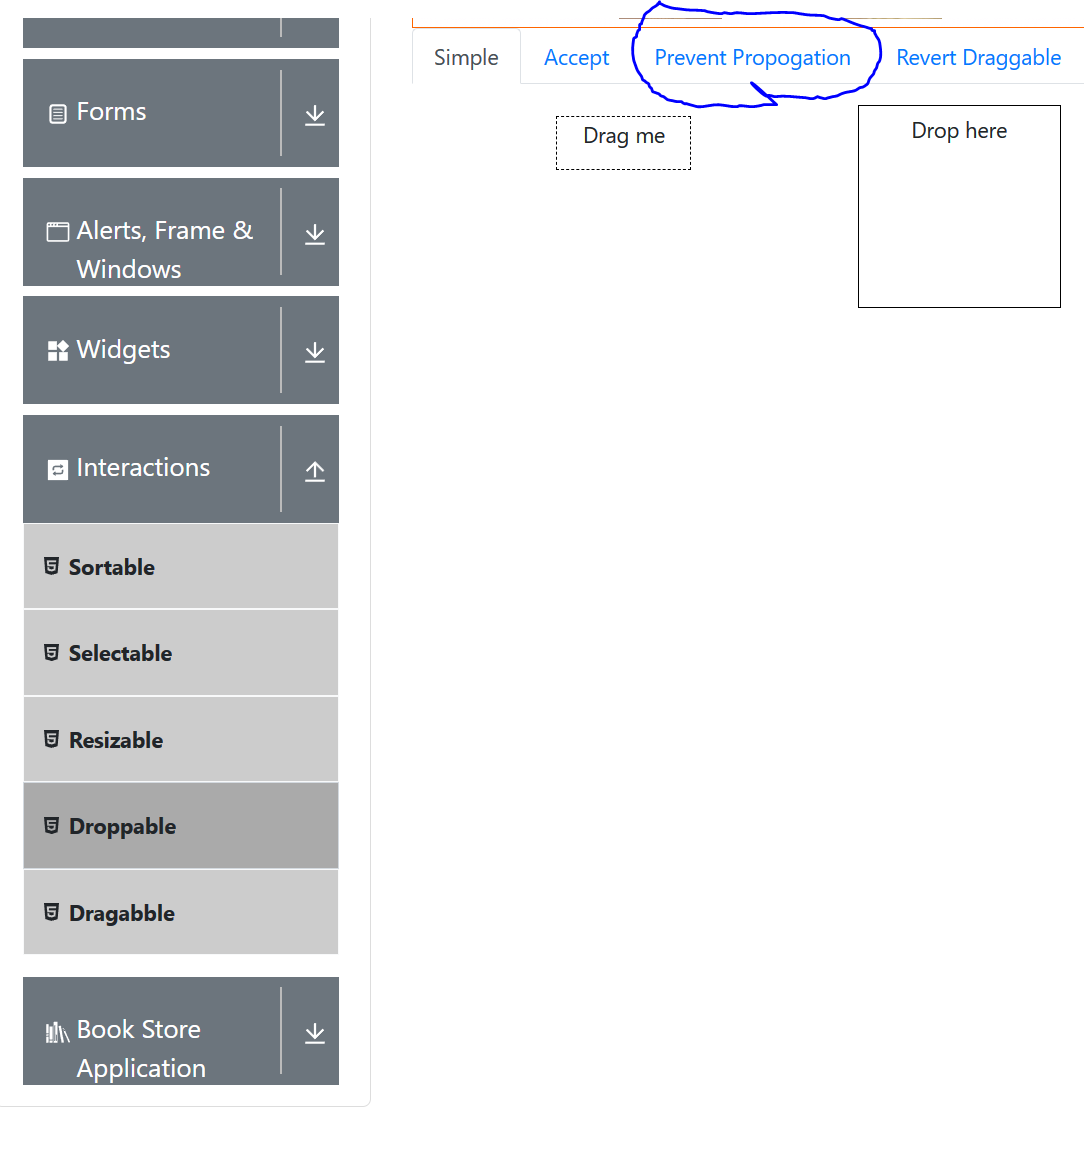 Simple
Accept
Prevent Propogation
Revert Draggable
Drag me
Drop here
Forms
Alerts, Frame &
Windows
Widgets
Interactions
Sortable
Selectable
Resizable
Droppable
Dragabble
Book Store
Application